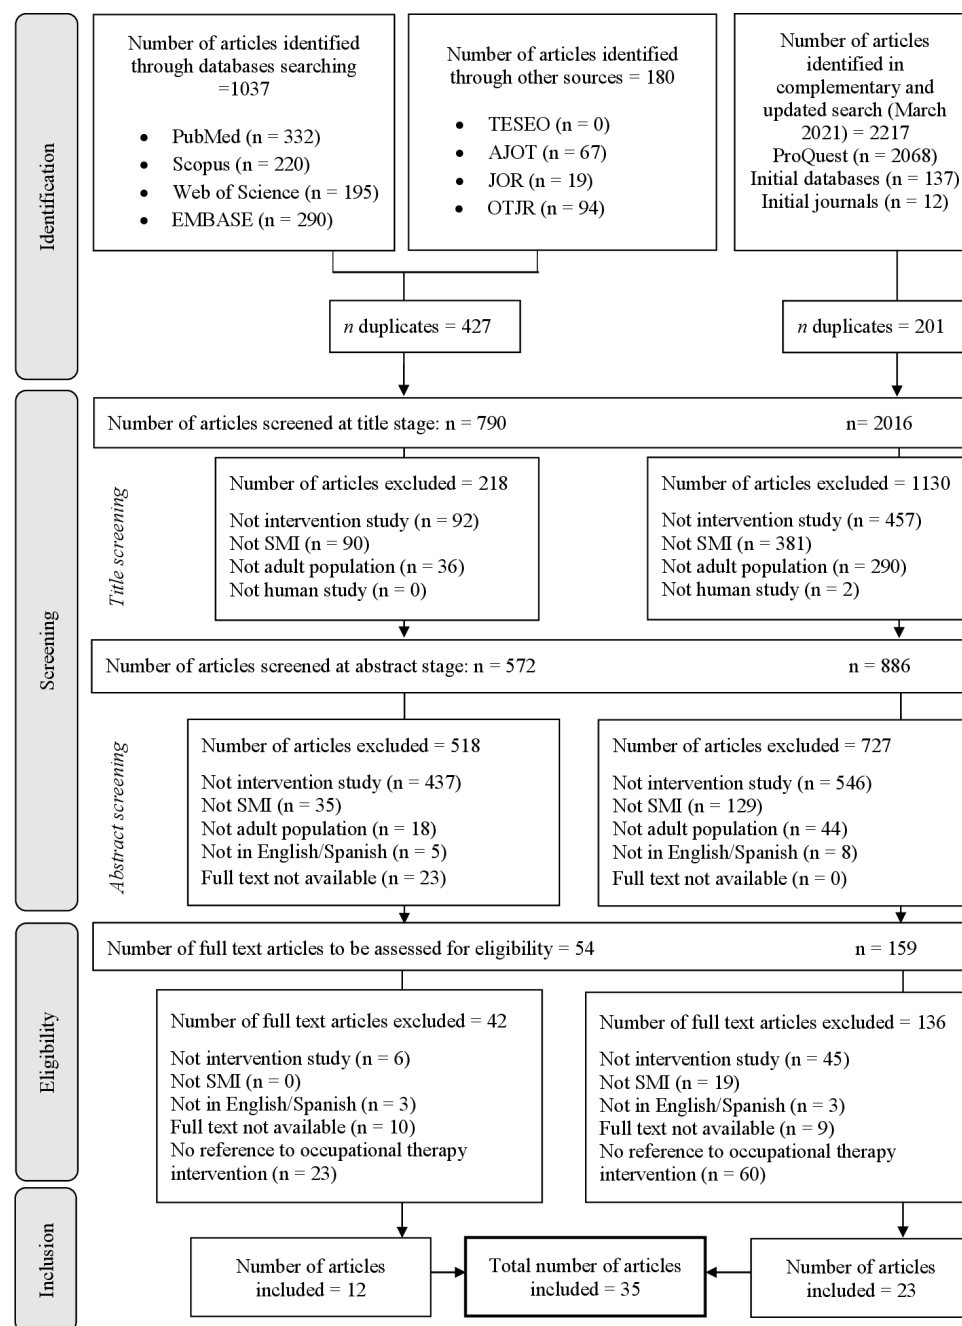 Identification
Number of articles identified
through databases searching
=1037
• PubMed (n = 332)
• Scopus (n = 220)
• Web of Science (n = 195)
• EMBASE (n = 290)
Number of articles identified
through other sources = 180
• TESEO (n = 0)
• AJOT (n = 67)
• JOR (n = 19)
• OTJR (n = 94)
Number of articles
identified in
complementary and
updated search (March
2021) = 2217
ProQuest (n = 2068)
Initial databases (n = 137)
Initial journals (n = 12)
n duplicates = 427
n duplicates = 201
Screening
Number of articles screened at title stage: n = 790
n= 2016
Title screening
Number of articles excluded = 218
Not intervention study (n = 92)
Not SMI (n = 90)
Not adult population (n = 36)
Not human study (n = 0)
Number of articles excluded = 1130
Not intervention study (n = 457)
Not SMI (n = 381)
Not adult population (n = 290)
Not human study (n = 2)
Number of articles screened at abstract stage: n = 572
n = 886
Abstract screening
Number of articles excluded = 518
Not intervention study (n = 437)
Not SMI (n = 35)
Not adult population (n = 18)
Not in English/Spanish (n = 5)
Full text not available (n = 23)
Number of articles excluded = 727
Not intervention study (n = 546)
Not SMI (n = 129)
Not adult population (n = 44)
Not in English/Spanish (n = 8)
Full text not available (n = 0)
Eligibility
Number of full text articles to be assessed for eligibility = 54
n = 159
Number of full text articles excluded = 42
Not intervention study (n = 6)
Not SMI (n = 0)
Not in English/Spanish (n = 3)
Full text not available (n = 10)
No reference to occupational therapy
intervention (n = 23)
Number of full text articles excluded = 136
Not intervention study (n = 45)
Not SMI (n = 19)
Not in English/Spanish (n = 3)
Full text not available (n = 9)
No reference to occupational therapy
intervention (n = 60)
Inclusion
Number of articles
included = 12
Total number of articles
included = 35
Number of articles
included = 23